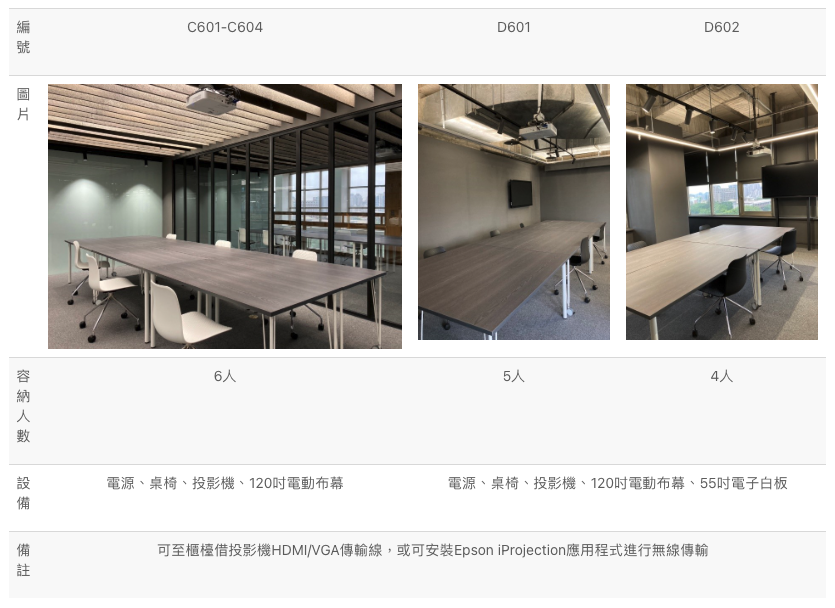 編號 C601-C604 D601 D602
圖片
容納人數 6人 5人 4人
設備 電源、桌椅、投影機、120吋電動布幕 電源、桌椅、投影機、120吋電動布幕、55吋電子白板
備註 可至櫃檯借投影機HDMI/VGA傳輸線，或可安裝Epson iProjection應用程式進行無線傳輸